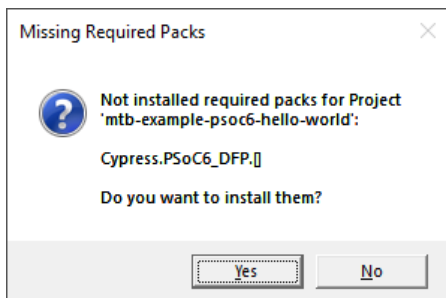 Missing Required Packs
Not installed required packs for Project
'mtb-example-psoc6-hello-world':
Cypress.PSoC6_DFP.[]
Do you want to install them?
Yes
No